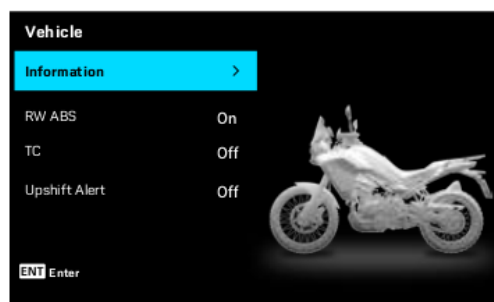 Vehicle
Information >
RW ABS On
TC Off
Upshift Alert Off
ENT Enter